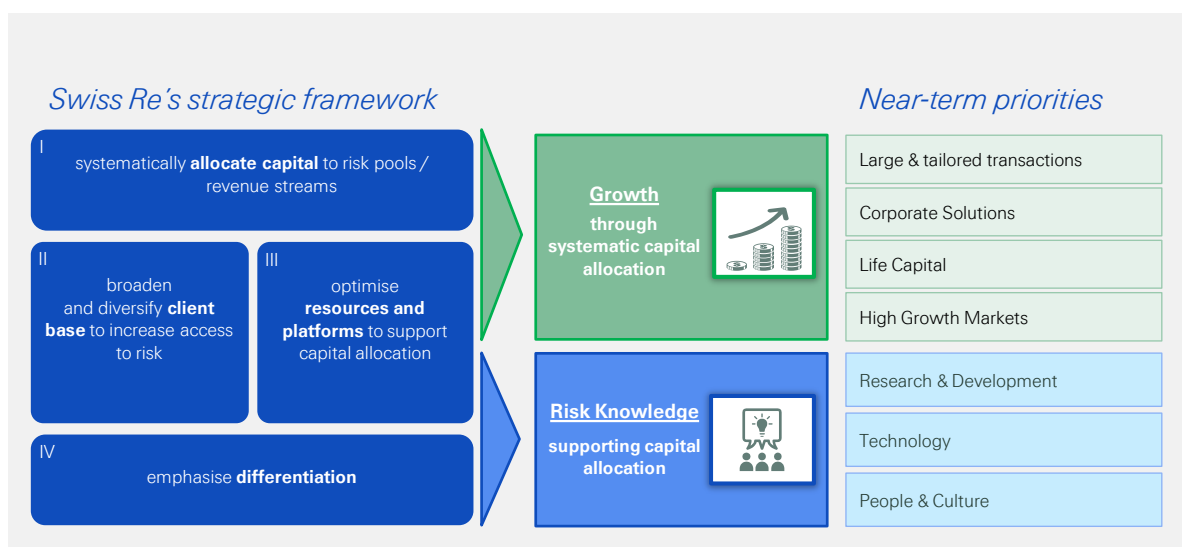 Swiss Re's strategic framework
I
systematically allocate capital to risk pools /
revenue streams
II
broaden
and diversify client
base to increase access
to risk
III
optimise
resources and
platforms to support
capital allocation
IV
emphasise differentiation
Growth
through
systematic capital
allocation
Risk Knowledge
supporting capital
allocation
Near-term priorities
Large & tailored transactions
Corporate Solutions
Life Capital
High Growth Markets
Research & Development
Technology
People & Culture